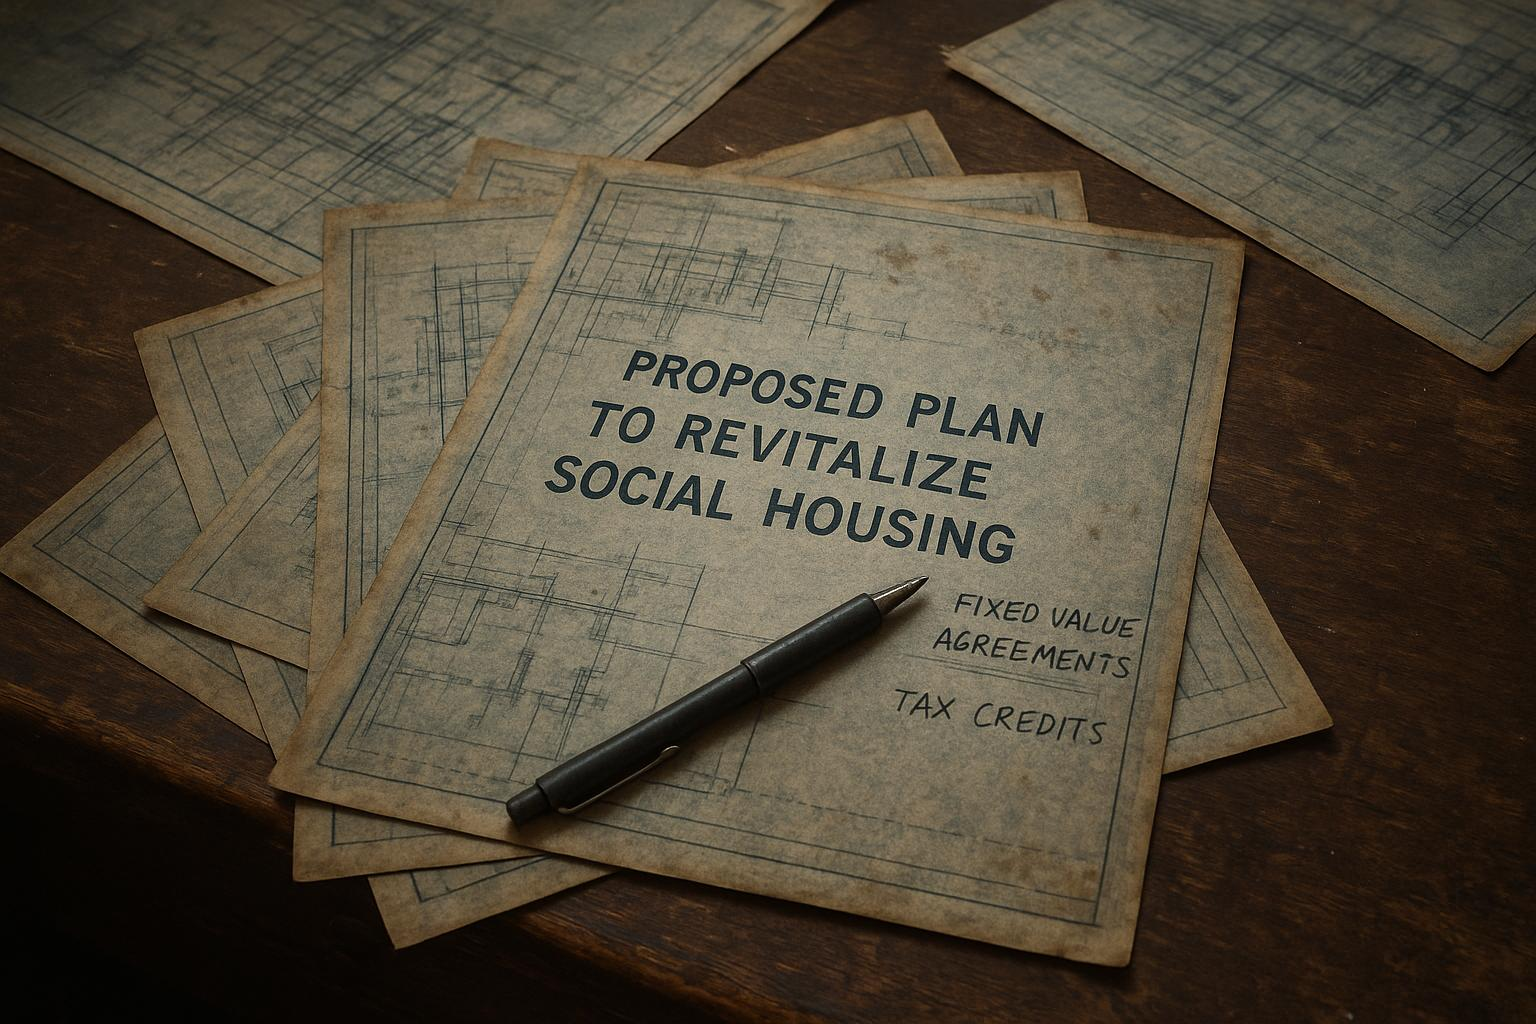 PROPOSED PLAN
TO REVITALIZE
SOCIAL HOUSING
FIXED VALUE
AGREEMENTS
TAX CREDITS